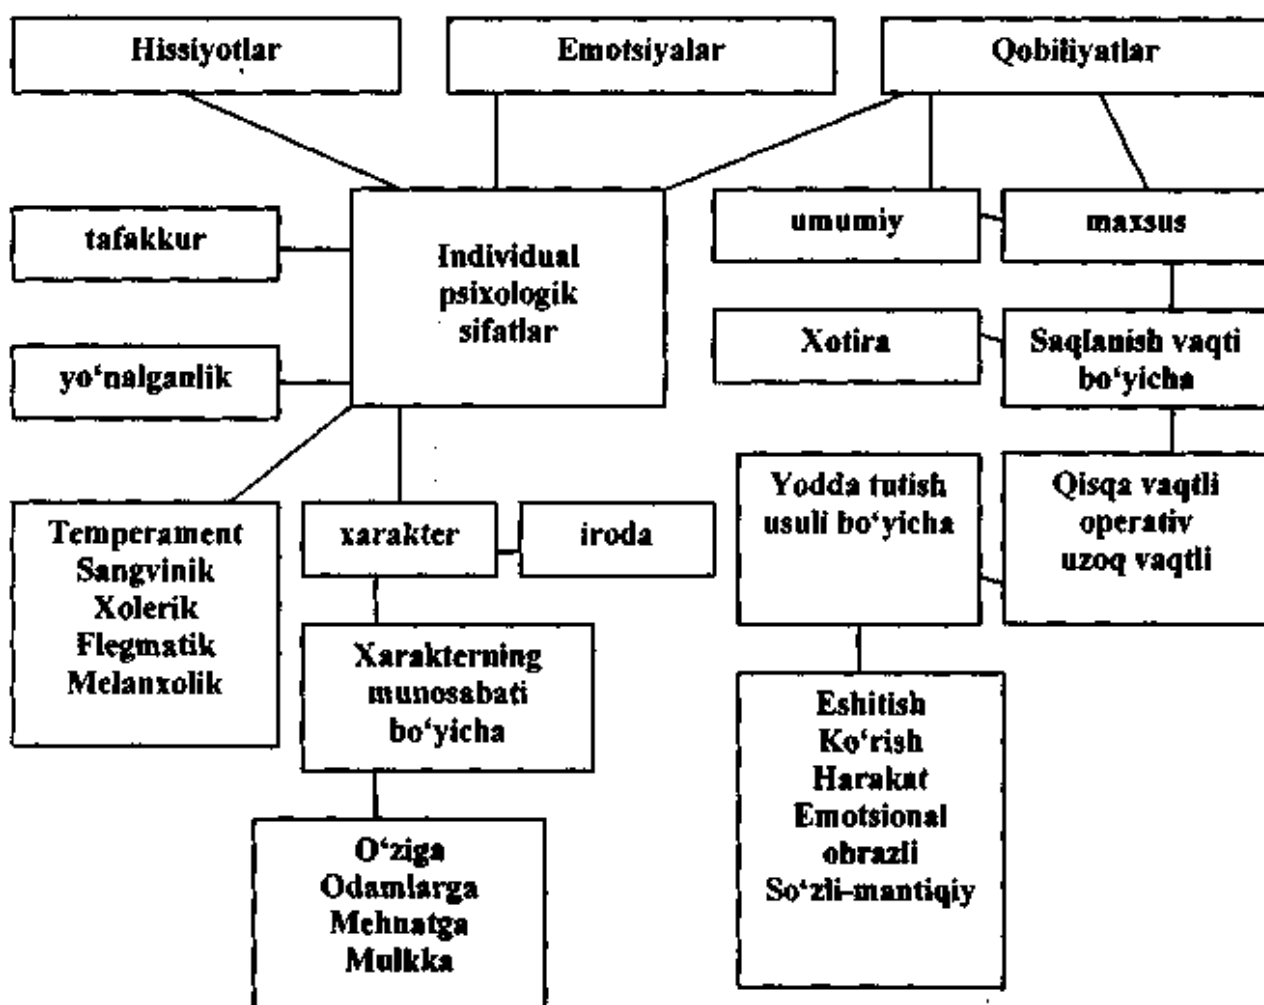 Hissiyotlar
Emotsiyalar
Qobiliyatlar
tafakkur
Individual
psixologik
sifatlar
umumiy
maxsus
yo‘nalganlik
Xotira
Saqlanish vaqti
bo‘yicha
Temperament
Sangvinik
Xolerik
Flegmatik
Melanxolik
xarakter
iroda
Yodda tutish
usuli bo‘yicha
Qisqa vaqtli
operativ
uzoq vaqtli
Xarakterning
munosabati
bo‘yicha
Eshitish
Ko‘rish
Harakat
Emotsional
obrazli
So‘zli-mantiqiy
O‘ziga
Odamlarga
Mehnatga
Mulkka